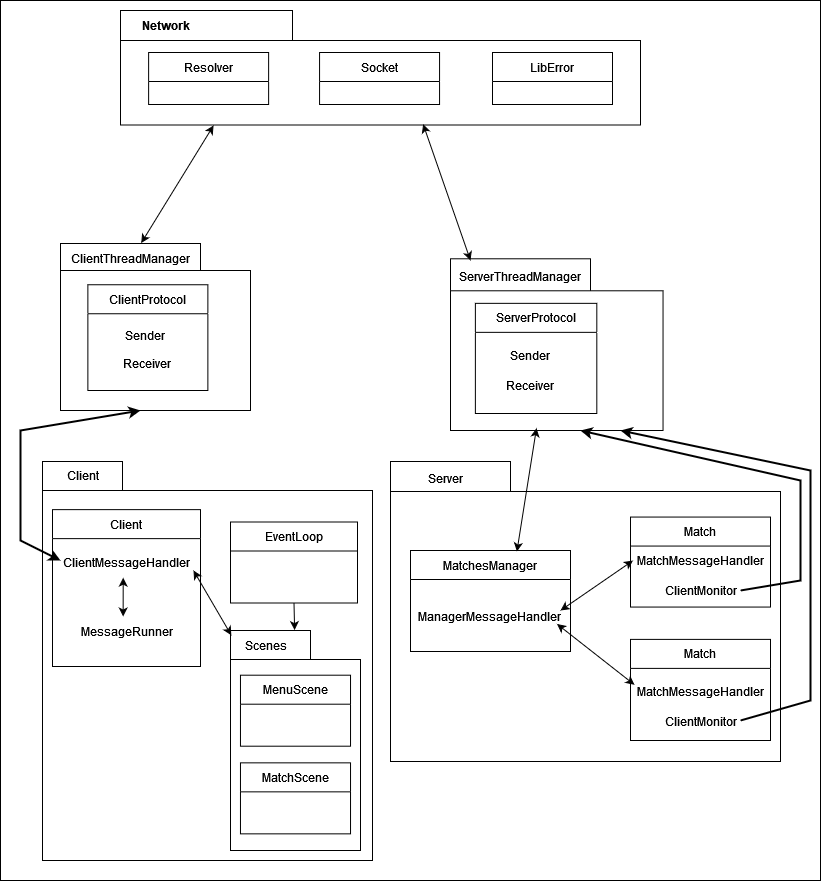 Network
Resolver
Socket
LibError
ClientThreadManager
ClientProtocol
Sender
Receiver
ServerThreadManager
ServerProtocol
Sender
Receiver
Client
Client
ClientMessageHandler
MessageRunner
EventLoop
Scenes
MenuScene
MatchScene
Server
MatchesManager
ManagerMessageHandler
Match
MatchMessageHandler
ClientMonitor
Match
MatchMessageHandler
ClientMonitor